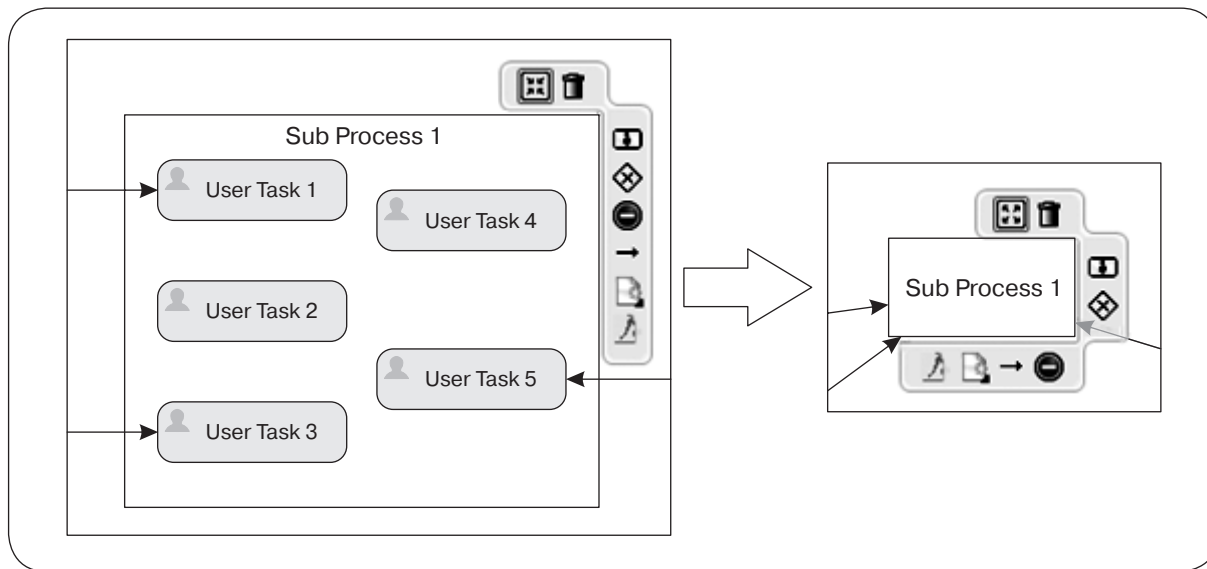 Sub Process 1
User Task 1
User Task 4
User Task 2
User Task 5
User Task 3
Sub Process 1